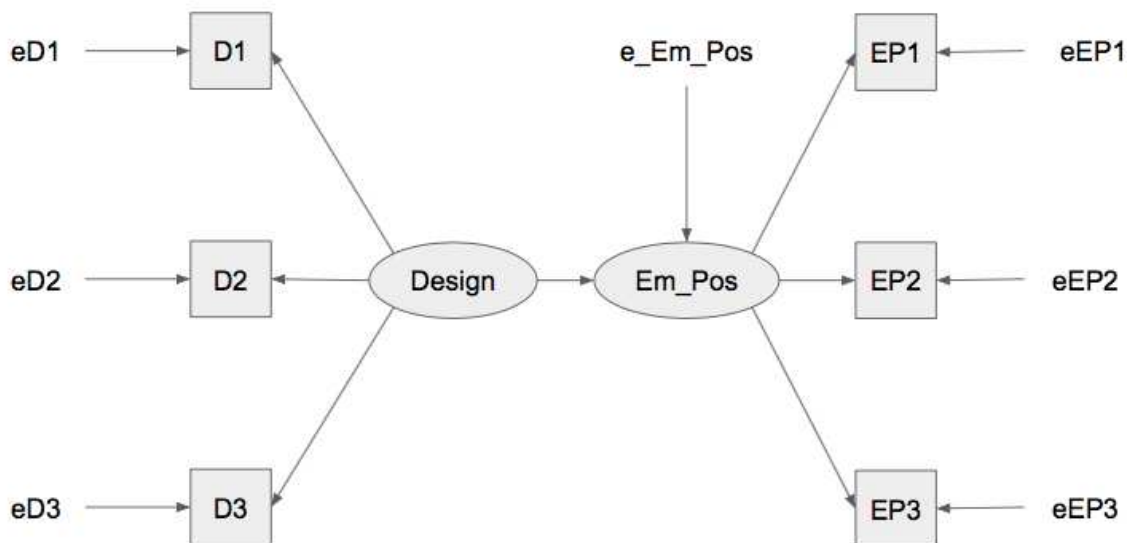 eD1 D1 e_Em_Pos EP1 eEP1
eD2 D2 Design Em_Pos EP2 eEP2
eD3 D3 EP3 eEP3